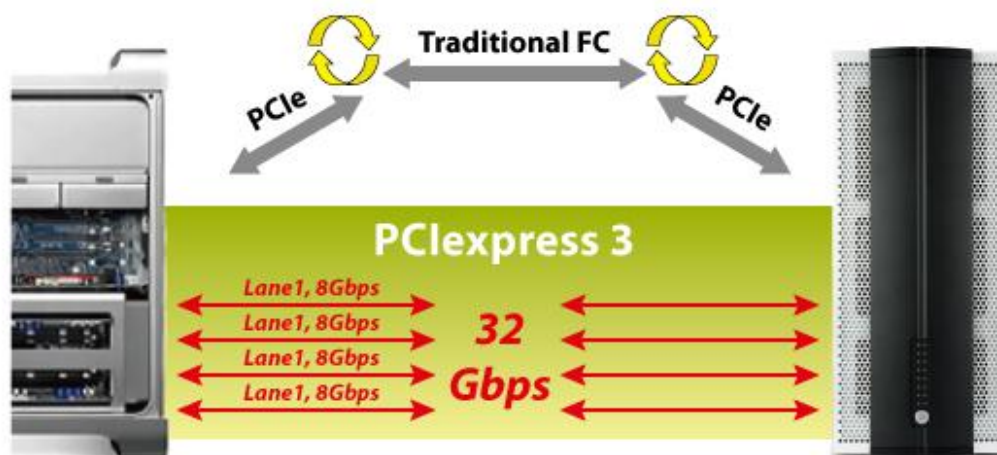 Traditional FC
PCIe
PCIe
PCIexpress 3
Lane1, 8Gbps
Lane1, 8Gbps
Lane1, 8Gbps
Lane1, 8Gbps
32
Gbps